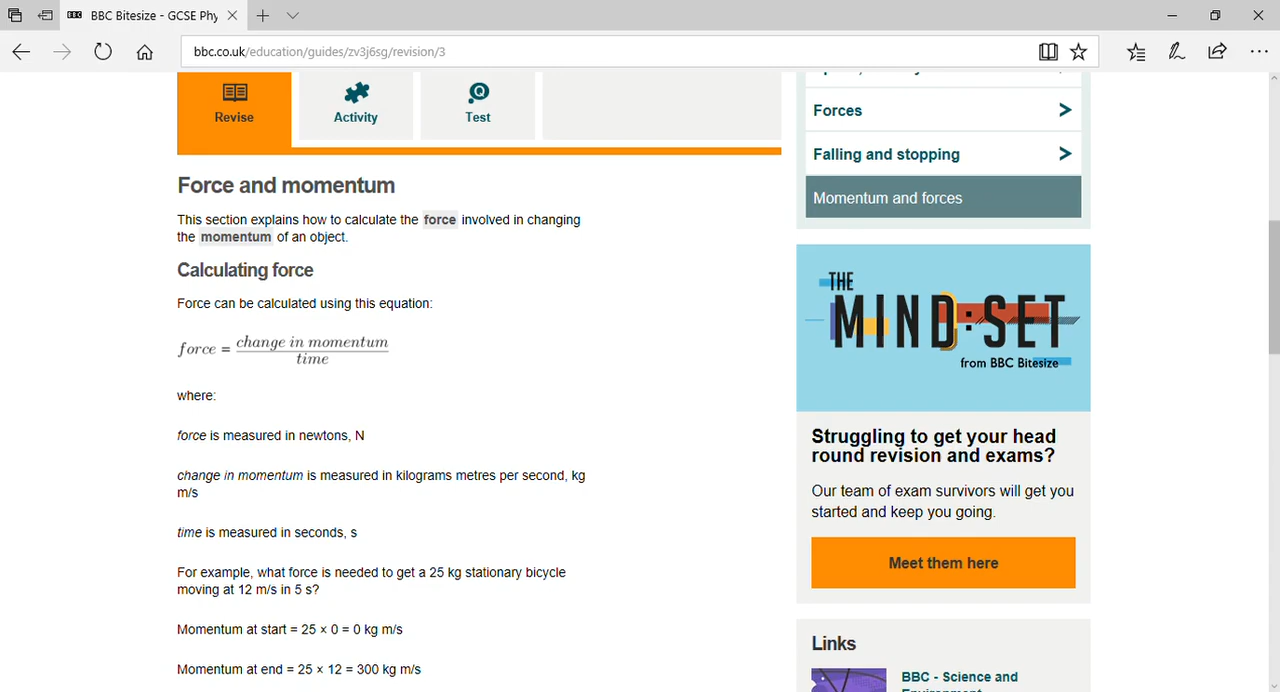 BBC Bitesize - GCSE Phy
bbc.co.uk/education/guides/zv3j6sg/revision/3
Revise
Activity
Test
Force and momentum
This section explains how to calculate the force involved in changing
the momentum of an object.
Calculating force
Force can be calculated using this equation:
force = change in momentum
time
where:
force is measured in newtons, N
change in momentum is measured in kilograms metres per second, kg
m/s
time is measured in seconds, s
For example, what force is needed to get a 25 kg stationary bicycle
moving at 12 m/s in 5 s?
Momentum at start = 25 × 0 = 0 kg m/s
Momentum at end = 25 × 12 = 300 kg m/s
Forces
Falling and stopping
Momentum and forces
THE
MIND:SET
from BBC Bitesize
Struggling to get your head
round revision and exams?
Our team of exam survivors will get you
started and keep you going.
Meet them here
Links
BBC - Science and